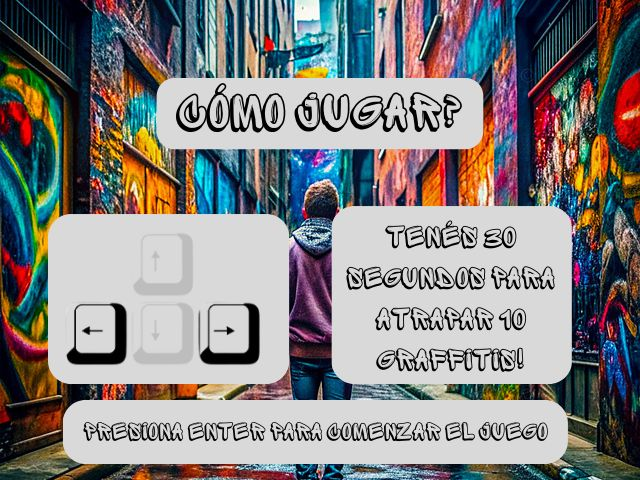 CÓMO JUGAR?
TENÉS 30
SEGUNDOS PARA
ATRAPAR 10
GRAFFITIS!
PRESIONA ENTER PARA COMENZAR EL JUEGO